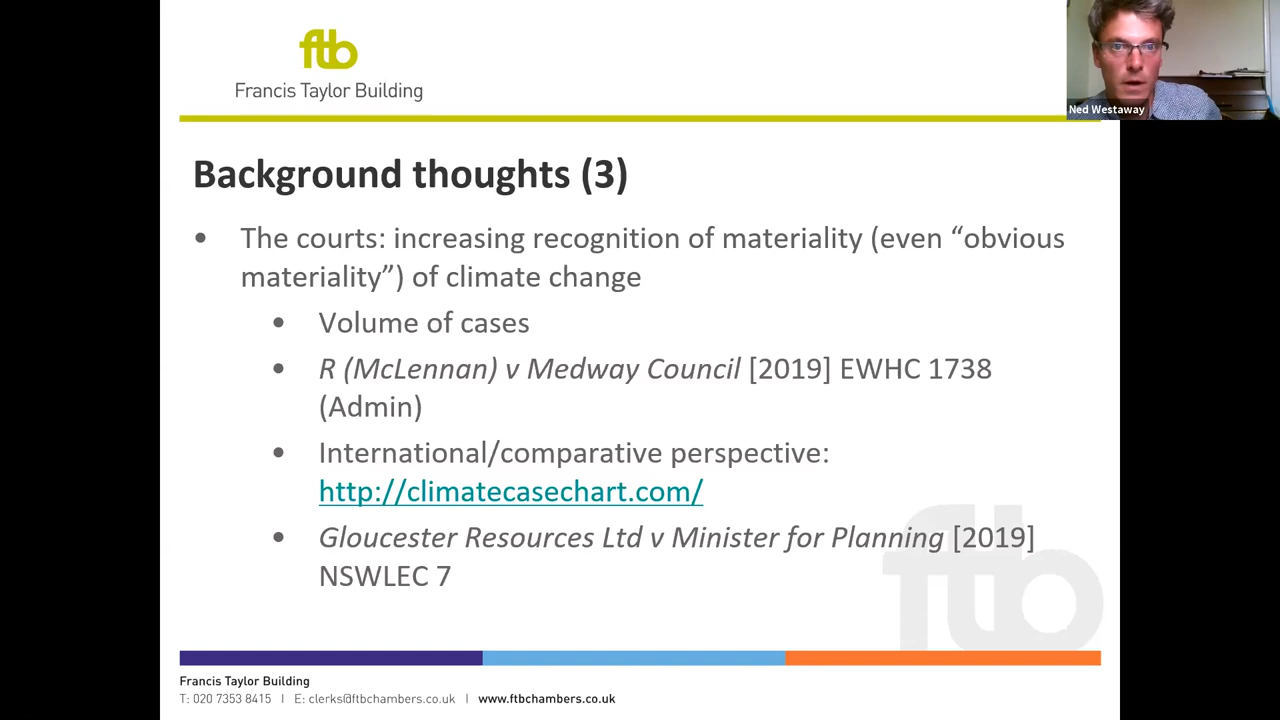 ftb
Francis Taylor Building
Ned Westaway
Background thoughts (3)
• The courts: increasing recognition of materiality (even “obvious
materiality”) of climate change
• Volume of cases
• R (McLennan) v Medway Council [2019] EWHC 1738
(Admin)
• International/comparative perspective:
http://climatecasechart.com/
• Gloucester Resources Ltd v Minister for Planning [2019]
NSWLEC 7
ftb
Francis Taylor Building
T: 020 7353 8415 | E: clerks@ftbchambers.co.uk | www.ftbchambers.co.uk